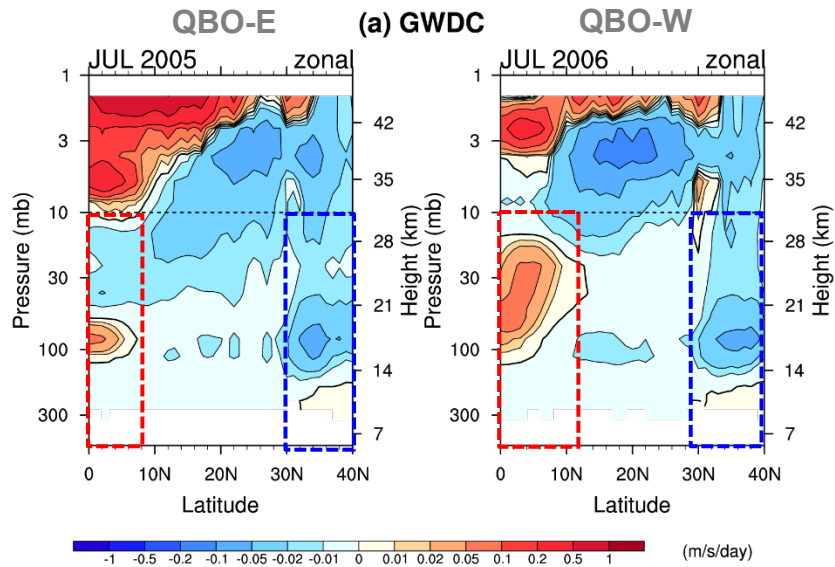 QBO-E (a) GWDC QBO-W
JUL 2005 zonal
1
3
10
30
100
300
Pressure (mb)
42
35
28
21
14
7
Height (km)
0 10N 20N 30N 40N
Latitude
JUL 2006 zonal
1
3
10
30
100
300
Pressure (mb)
42
35
28
21
14
7
Height (km)
0 10N 20N 30N 40N
Latitude
-1 -0.5 -0.2 -0.1 -0.05 -0.02 -0.01 0 0.01 0.02 0.05 0.1 0.2 0.5 1 (m/s/day)